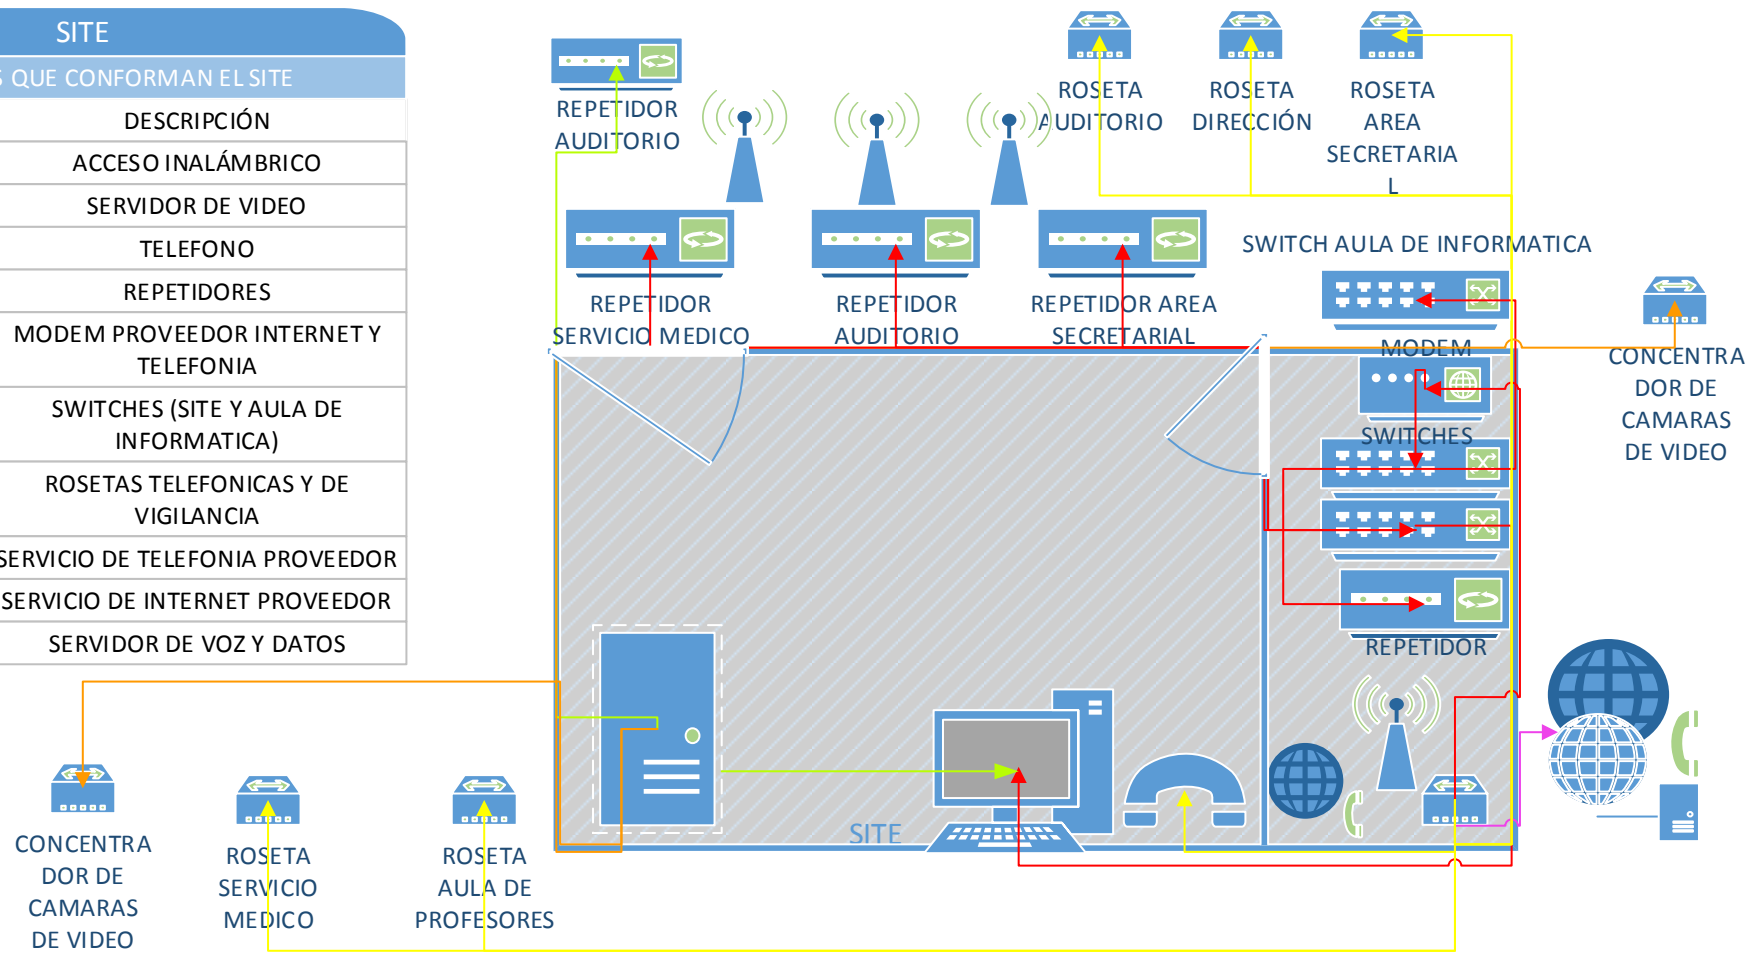 SITE
S QUE CONFORMAN EL SITE
DESCRIPCIÓN
ACCESO INALÁMBRICO
SERVIDOR DE VIDEO
TELEFONO
REPETIDORES
MODEM PROVEEDOR INTERNET Y
TELEFONIA
SWITCHES (SITE Y AULA DE
INFORMATICA)
ROSETAS TELEFONICAS Y DE
VIGILANCIA
SERVICIO DE TELEFONIA PROVEEDOR
SERVICIO DE INTERNET PROVEEDOR
SERVIDOR DE VOZ Y DATOS
REPETIDOR
AUDITORIO
ROSETA
AUDITORIO
ROSETA
DIRECCIÓN
ROSETA
AREA
SECRETARIA
L
REPETIDOR
SERVICIO MEDICO
REPETIDOR
AUDITORIO
REPETIDOR AREA
SECRETARIAL
SWITCH AULA DE INFORMATICA
MODEM
SWITCHES
REPETIDOR
CONCENTRA
DOR DE
CAMARAS
DE VIDEO
SITE
CONCENTRA
DOR DE
CAMARAS
DE VIDEO
ROSETA
SERVICIO
MEDICO
ROSETA
AULA DE
PROFESORES